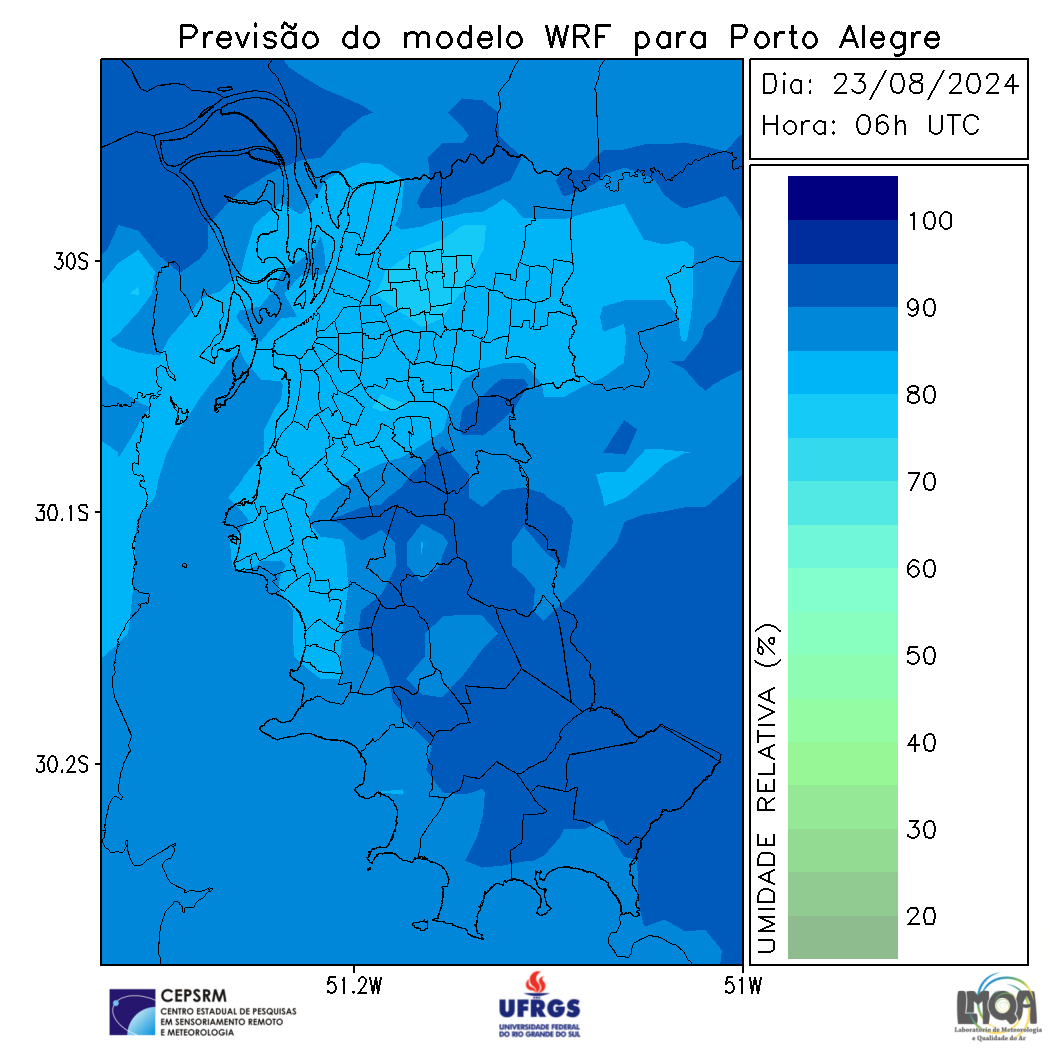 Previsão do modelo WRF para Porto Alegre
Dia: 23/08/2024
Hora: 06h UTC
30S
30.1S
30.2S
51.2W
51W
UMIDADE RELATIVA (%)
100
90
80
70
60
50
40
30
20
CEPSRM
CENTRO ESTADUAL DE PESQUISAS
EM SENSORIAMENTO REMOTO
E METEOROLOGIA
UFRGS
UNIVERSIDADE FEDERAL
DO RIO GRANDE DO SUL
LMQA
Laboratório de Meteorologia
e Qualidade do Ar